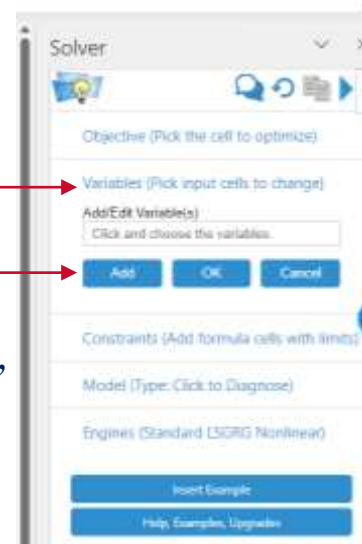 Solver
Objective (Pick the cell to optimize)
Variables (Pick input cells to change)
Add/Edit Variable(s)
Click and choose the variables.
Add OK Cancel
Constraints (Add formula cells with limits)
Model (Type: Click to Diagnose)
Engines (Standard LSGRG Nonlinear)
Insert Example
Help, Examples, Upgrades